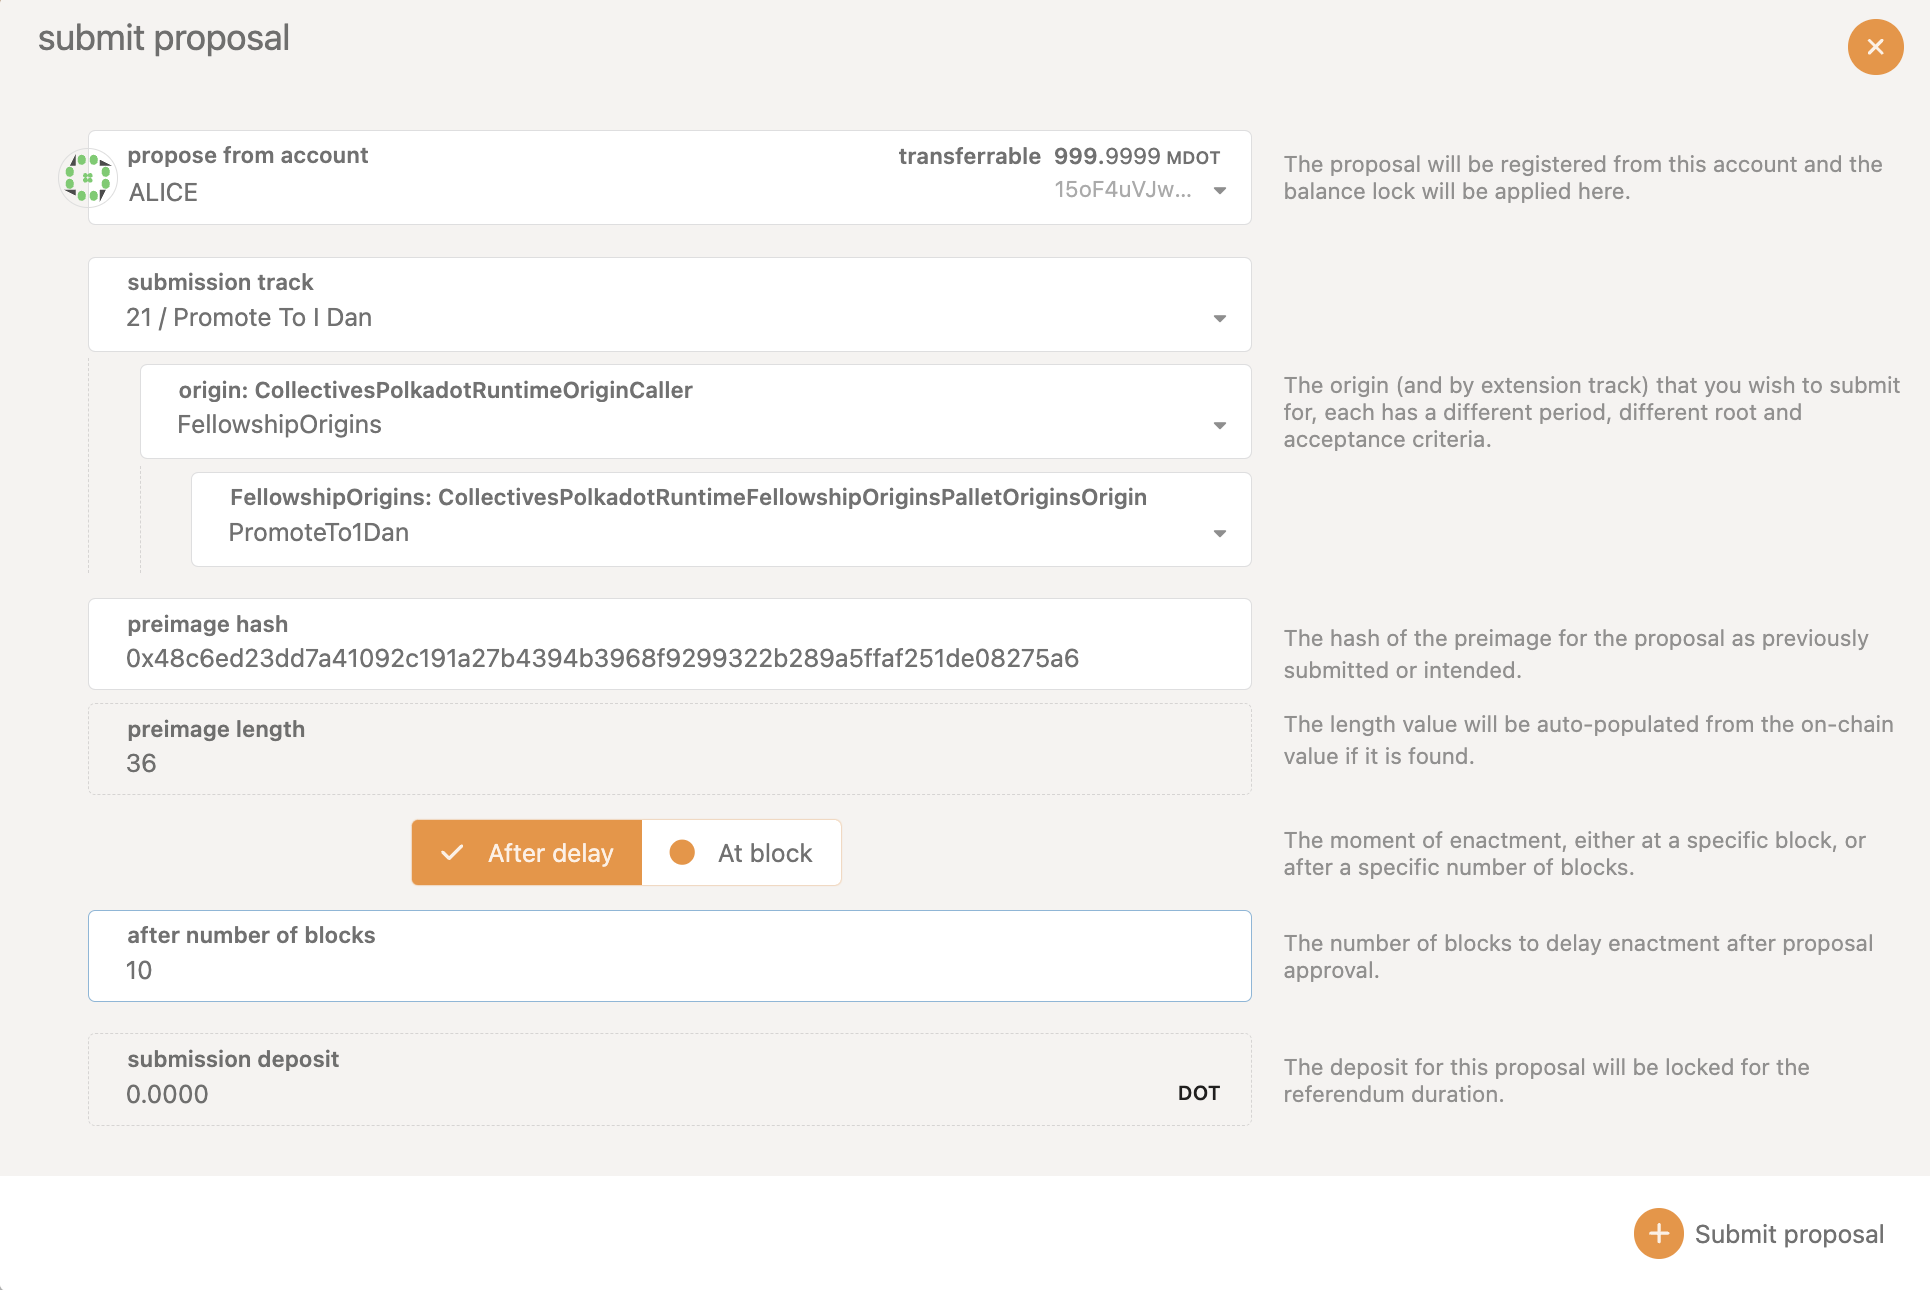 submit proposal
propose from account
transferrable 999.9999 MDOT
ALICE
15oF4uVJw...
The proposal will be registered from this account and the
balance lock will be applied here.
submission track
21 / Promote To I Dan
origin: CollectivesPolkadotRuntimeOriginCaller
FellowshipOrigins
The origin (and by extension track) that you wish to submit
for, each has a different period, different root and
acceptance criteria.
FellowshipOrigins: CollectivesPolkadotRuntimeFellowshipOriginsPalletOriginsOrigin
PromoteTo1Dan
preimage hash
0x48c6ed23dd7a41092c191a27b4394b3968f9299322b289a5ffaf251de08275a6
The hash of the preimage for the proposal as previously
submitted or intended.
preimage length
36
The length value will be auto-populated from the on-chain
value if it is found.
After delay
At block
The moment of enactment, either at a specific block, or
after a specific number of blocks.
after number of blocks
10
The number of blocks to delay enactment after proposal
approval.
submission deposit
0.0000
DOT
The deposit for this proposal will be locked for the
referendum duration.
Submit proposal